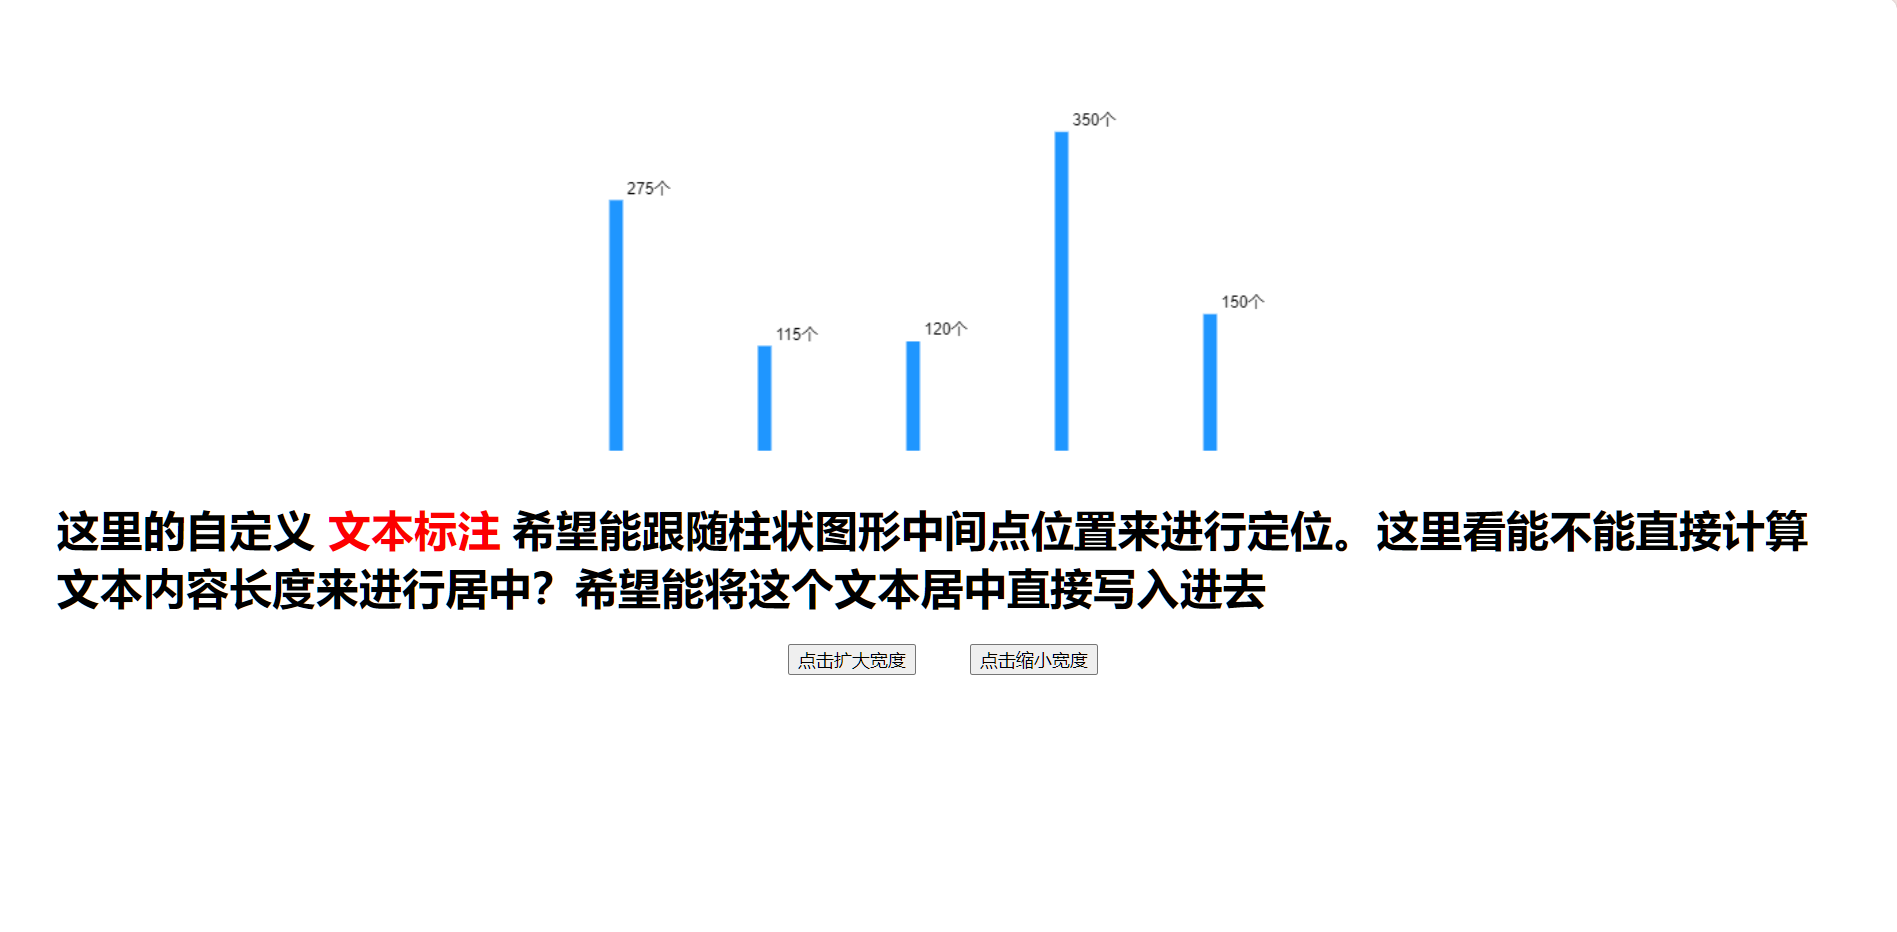 350个
275个
150个
120个
115个
这里的自定义 文本标注 希望能跟随柱状图形中间点位置来进行定位。这里看能不能直接计算
文本内容长度来进行居中？希望能将这个文本居中直接写入进去
点击扩大宽度 点击缩小宽度